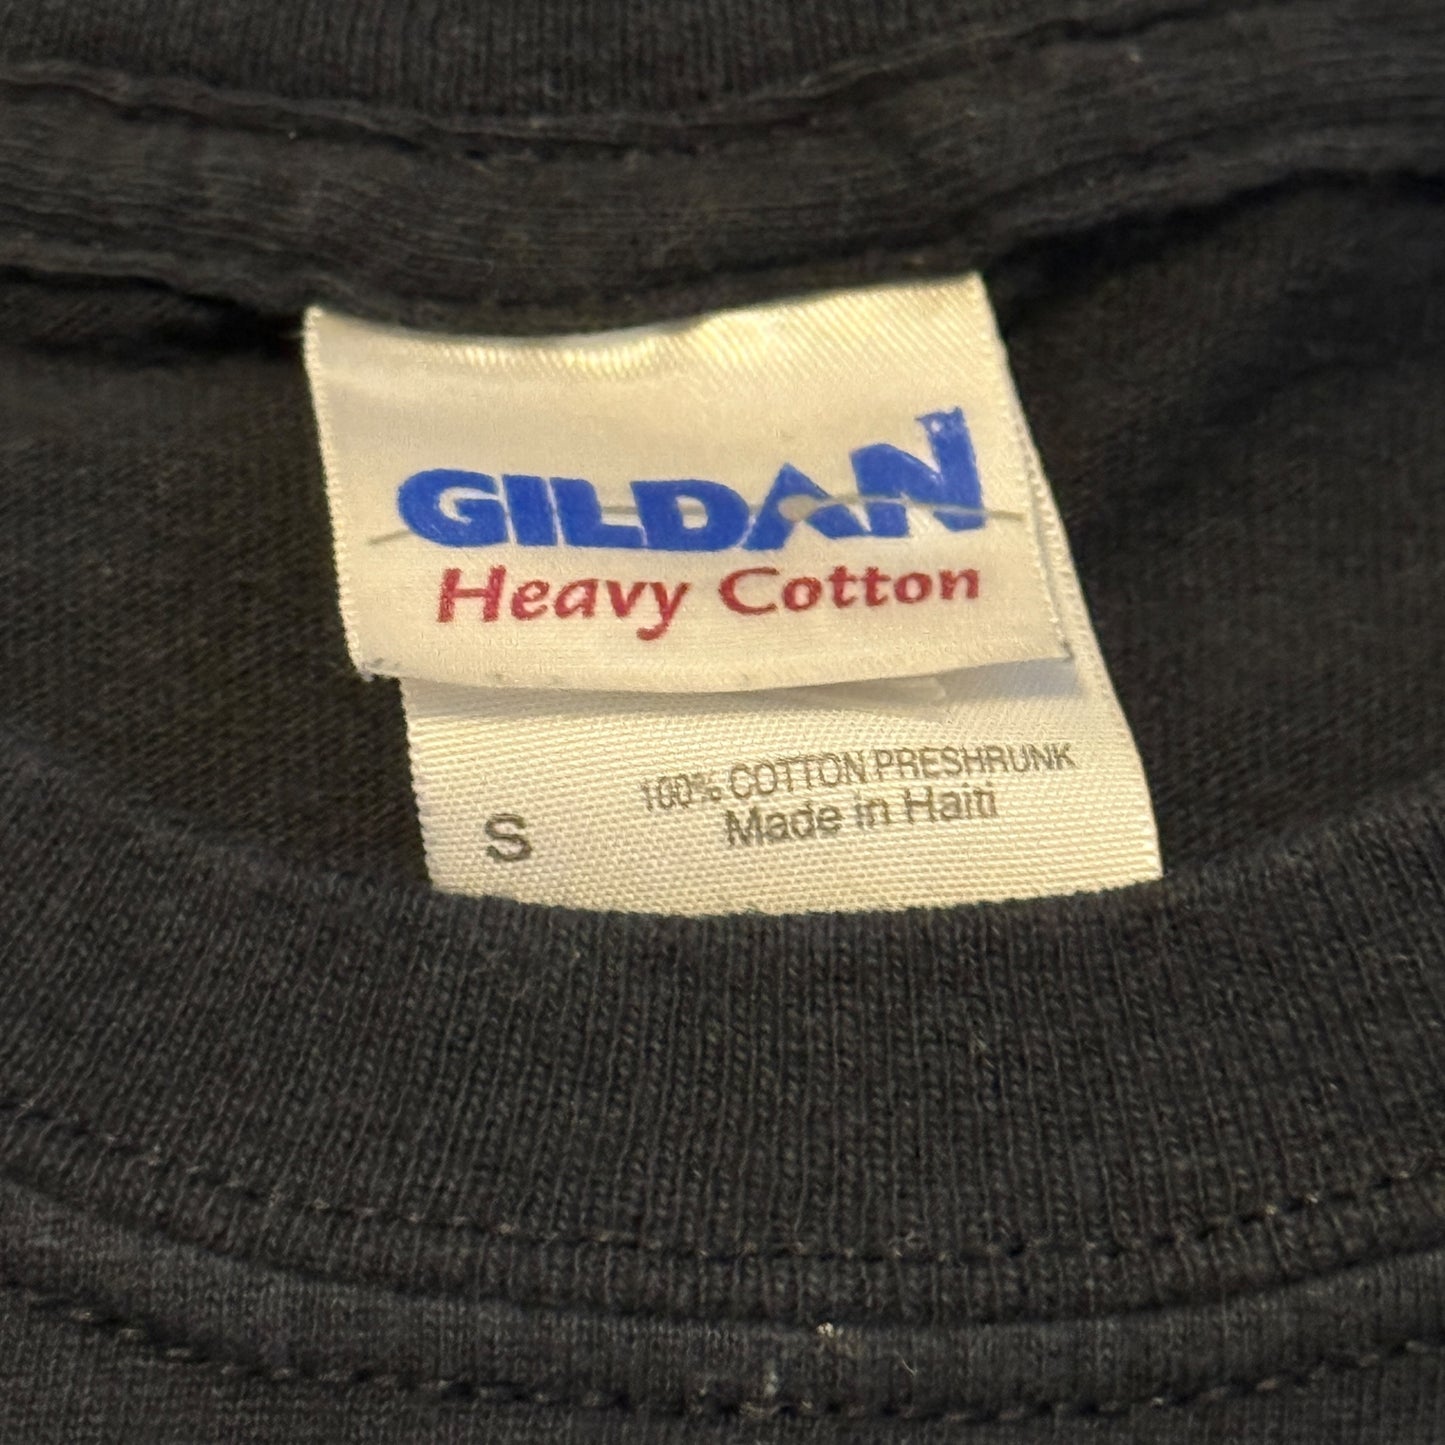 GILDAN
Heavy Cotton
100% COTTON PRESHRUNK
S Made in Haiti